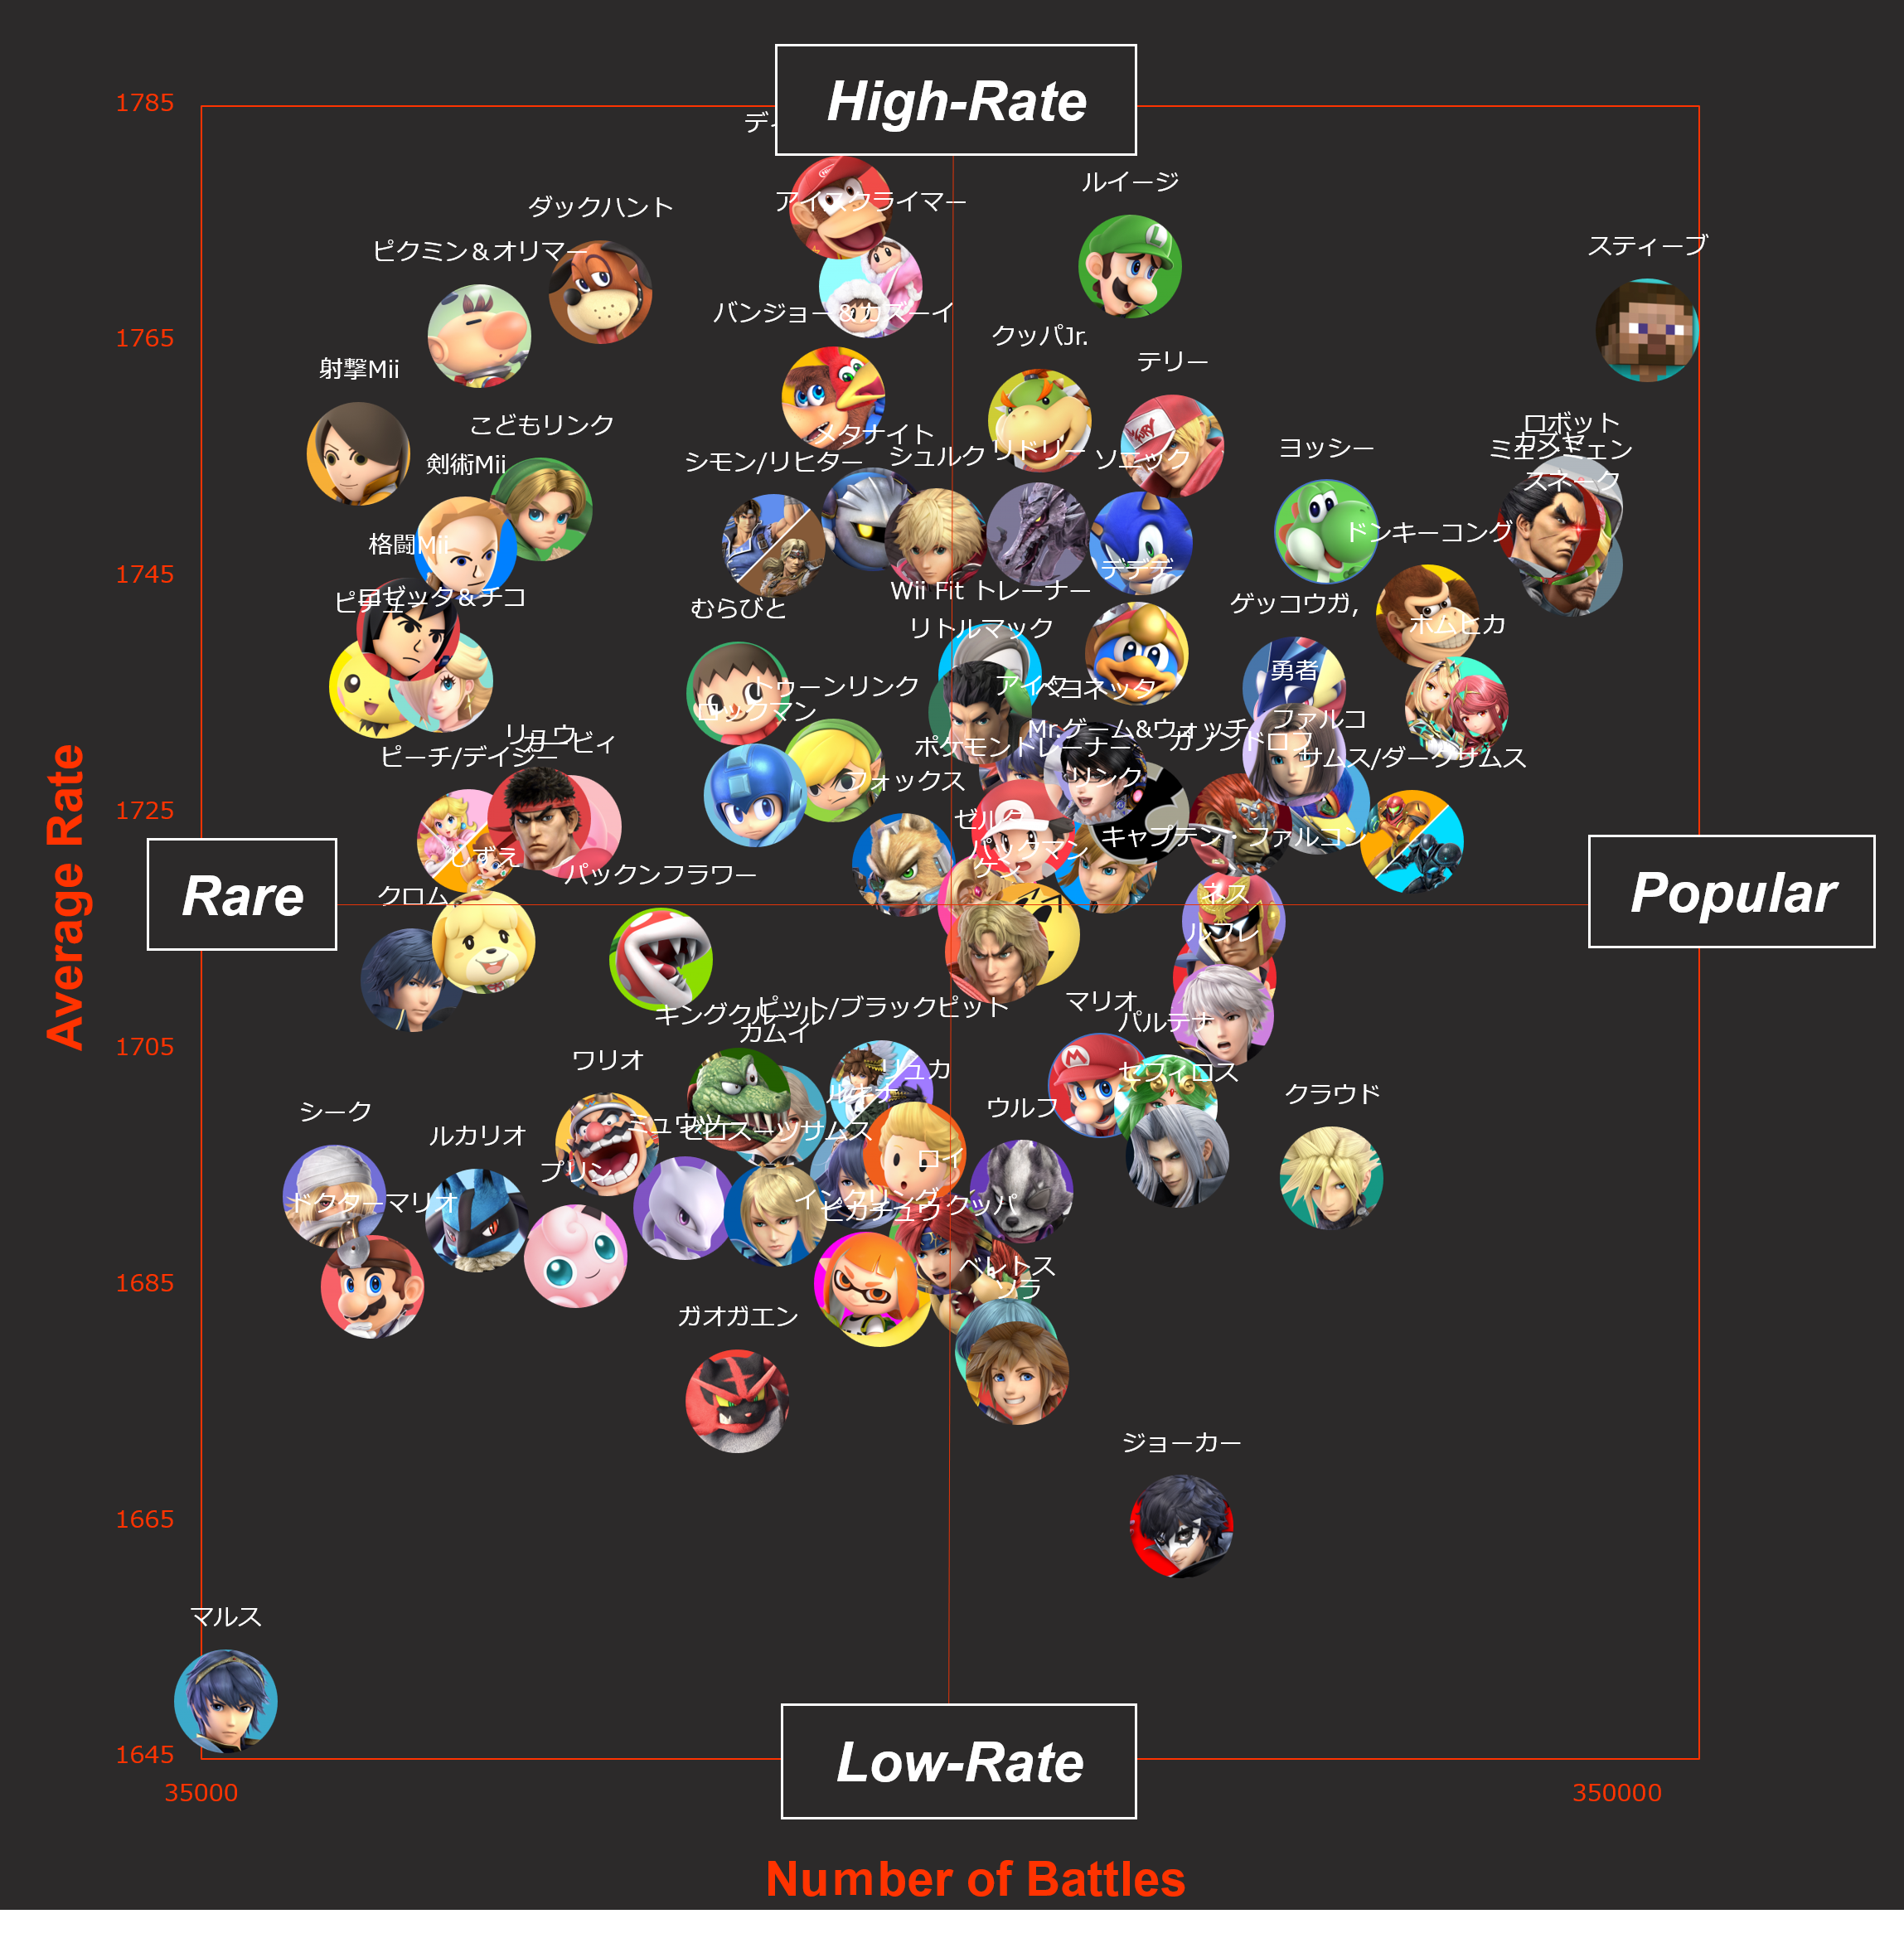 High-Rate
1785
ルイージ
ダックハント
アイスクライマー
スティーブ
ピクミン＆オリマー
バンジョー＆カズーイ
1765
クッパJr.
テリー
射撃Mii
こどもリンク
ロボット
メタナイト
カズヤ
ミェンミェン
リドリー
ヨッシー
シュルク
ソニック
剣術Mii
シモン/リヒター
スネーク
ドンキーコング
格闘Mii
1745
デデデ
Wii Fit トレーナー
ロゼッタ＆チコ
ピチュー
むらびと
ゲッコウガ,
ホムヒカ
リトルマック
勇者
トゥーンリンク
アイク
ベヨネッタ
ロックマン
ファルコ
Mr.ゲーム&ウォッチ
リュウ
カービィ
ガノンドロフ
ポケモントレーナー
ピーチ/デイジー
サムス/ダークサムス
リンク
フォックス
1725
ゼルダ
キャプテン・ファルコン
パックマン
しずえ
ケン
パックンフラワー
Rare
Popular
クロム
ネス
ルフレ
マリオ
ピット/ブラックピット
キングクルール
パルテナ
カムイ
1705
ワリオ
リュカ
セフィロス
ルキナ
クラウド
シーク
ウルフ
ミュウツー
ゼロスーツサムス
ルカリオ
ロイ
プリン
ドクターマリオ
インクリング
クッパ
ピカチュウ
ベレトス
1685
ソラ
ガオガエン
ジョーカー
1665
マルス
1645
Low-Rate
35000
350000
Average Rate
Number of Battles